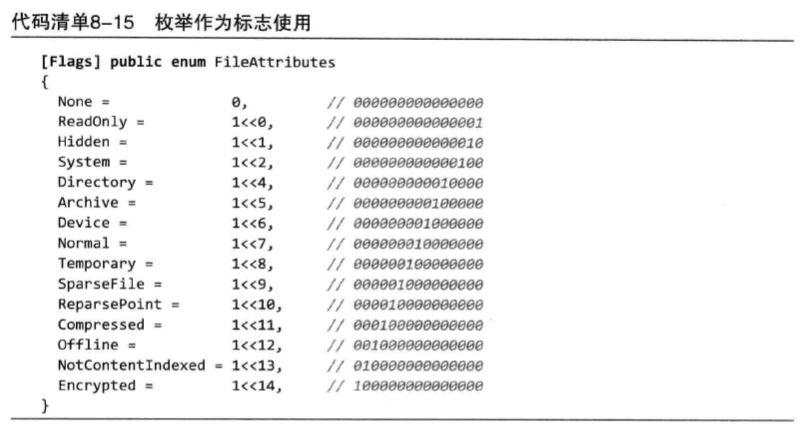 代码清单8-15 枚举作为标志使用
[Flags] public enum FileAttributes
{
None = 0, // 000000000000000
ReadOnly = 1<<0, // 000000000000001
Hidden = 1<<1, // 000000000000010
System = 1<<2, // 000000000000100
Directory = 1<<4, // 000000000010000
Archive = 1<<5, // 000000000100000
Device = 1<<6, // 000000001000000
Normal = 1<<7, // 000000010000000
Temporary = 1<<8, // 000000100000000
SparseFile = 1<<9, // 000001000000000
ReparsePoint = 1<<10, // 000010000000000
Compressed = 1<<11, // 000100000000000
Offline = 1<<12, // 001000000000000
NotContentIndexed = 1<<13, // 010000000000000
Encrypted = 1<<14, // 100000000000000
}